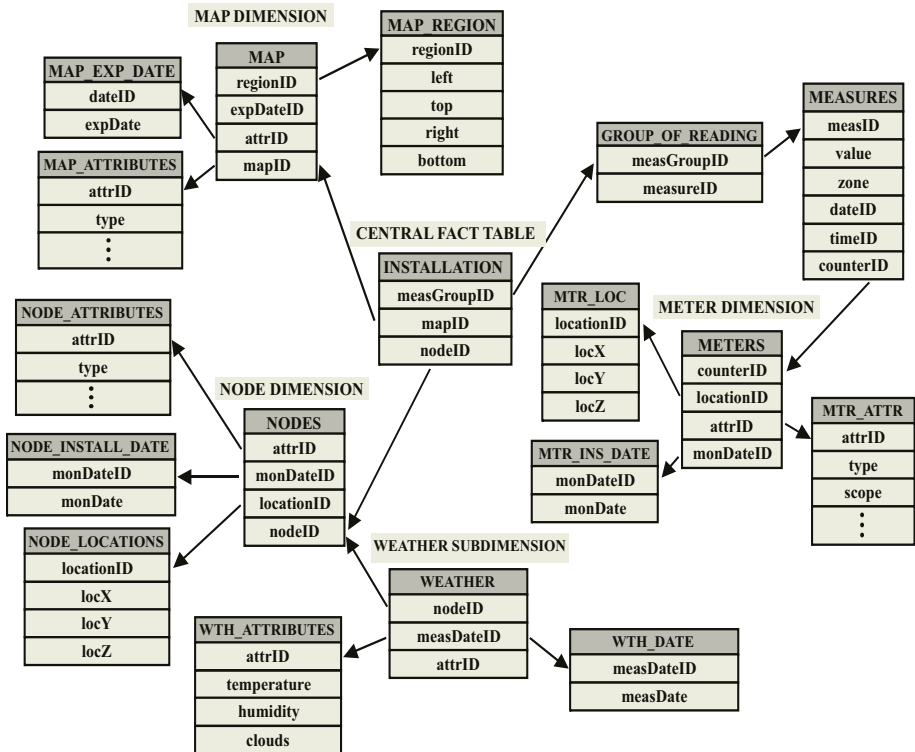 MAP DIMENSION
MAP_REGION
regionID
left
top
right
bottom
MAP
regionID
expDateID
attrID
mapID
MAP_EXP_DATE
dateID
expDate
MAP_ATTRIBUTES
attrID
type
⋮
MEASURES
measID
value
zone
dateID
timeID
counterID
GROUP_OF_READING
measGroupID
measureID
CENTRAL FACT TABLE
INSTALLATION
measGroupID
mapID
nodeID
MTR_LOC
locationID
locX
locY
locZ
METER DIMENSION
METERS
counterID
locationID
attrID
monDateID
MTR_ATTR
attrID
type
scope
⋮
MTR_INS_DATE
monDateID
monDate
NODE_ATTRIBUTES
attrID
type
⋮
NODE DIMENSION
NODES
attrID
monDateID
locationID
nodeID
NODE_INSTALL_DATE
monDateID
monDate
NODE_LOCATIONS
locationID
locX
locY
locZ
WEATHER SUBDIMENSION
WEATHER
nodeID
measDateID
attrID
WTH_ATTRIBUTES
attrID
temperature
humidity
clouds
WTH_DATE
measDateID
measDate